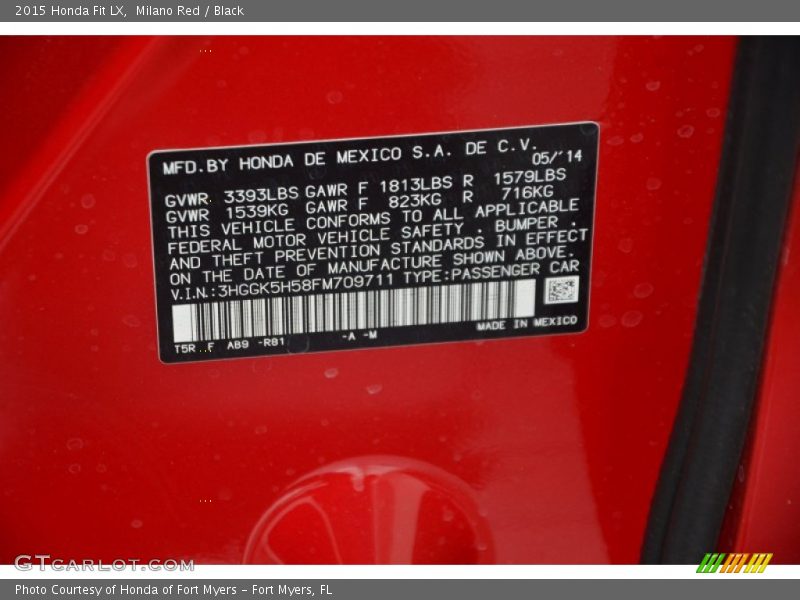 2015 Honda Fit LX, Milano Red / Black
MFD.BY HONDA DE MEXICO S.A. DE C.V.
05/'14
GVWR 3393LBS GAWR F 1813LBS R 1579LBS
GVWR 1539KG GAWR F 823KG R 716KG
THIS VEHICLE CONFORMS TO ALL APPLICABLE
FEDERAL MOTOR VEHICLE SAFETY , BUMPER
AND THEFT PREVENTION STANDARDS IN EFFECT
ON THE DATE OF MANUFACTURE SHOWN ABOVE.
V.I.N.:3HGGK5H58FM709711 TYPE:PASSENGER CAR
T5R F AB9 -R81 -A -M MADE IN MEXICO
GTCARLOT.COM
Photo Courtesy of Honda of Fort Myers - Fort Myers, FL